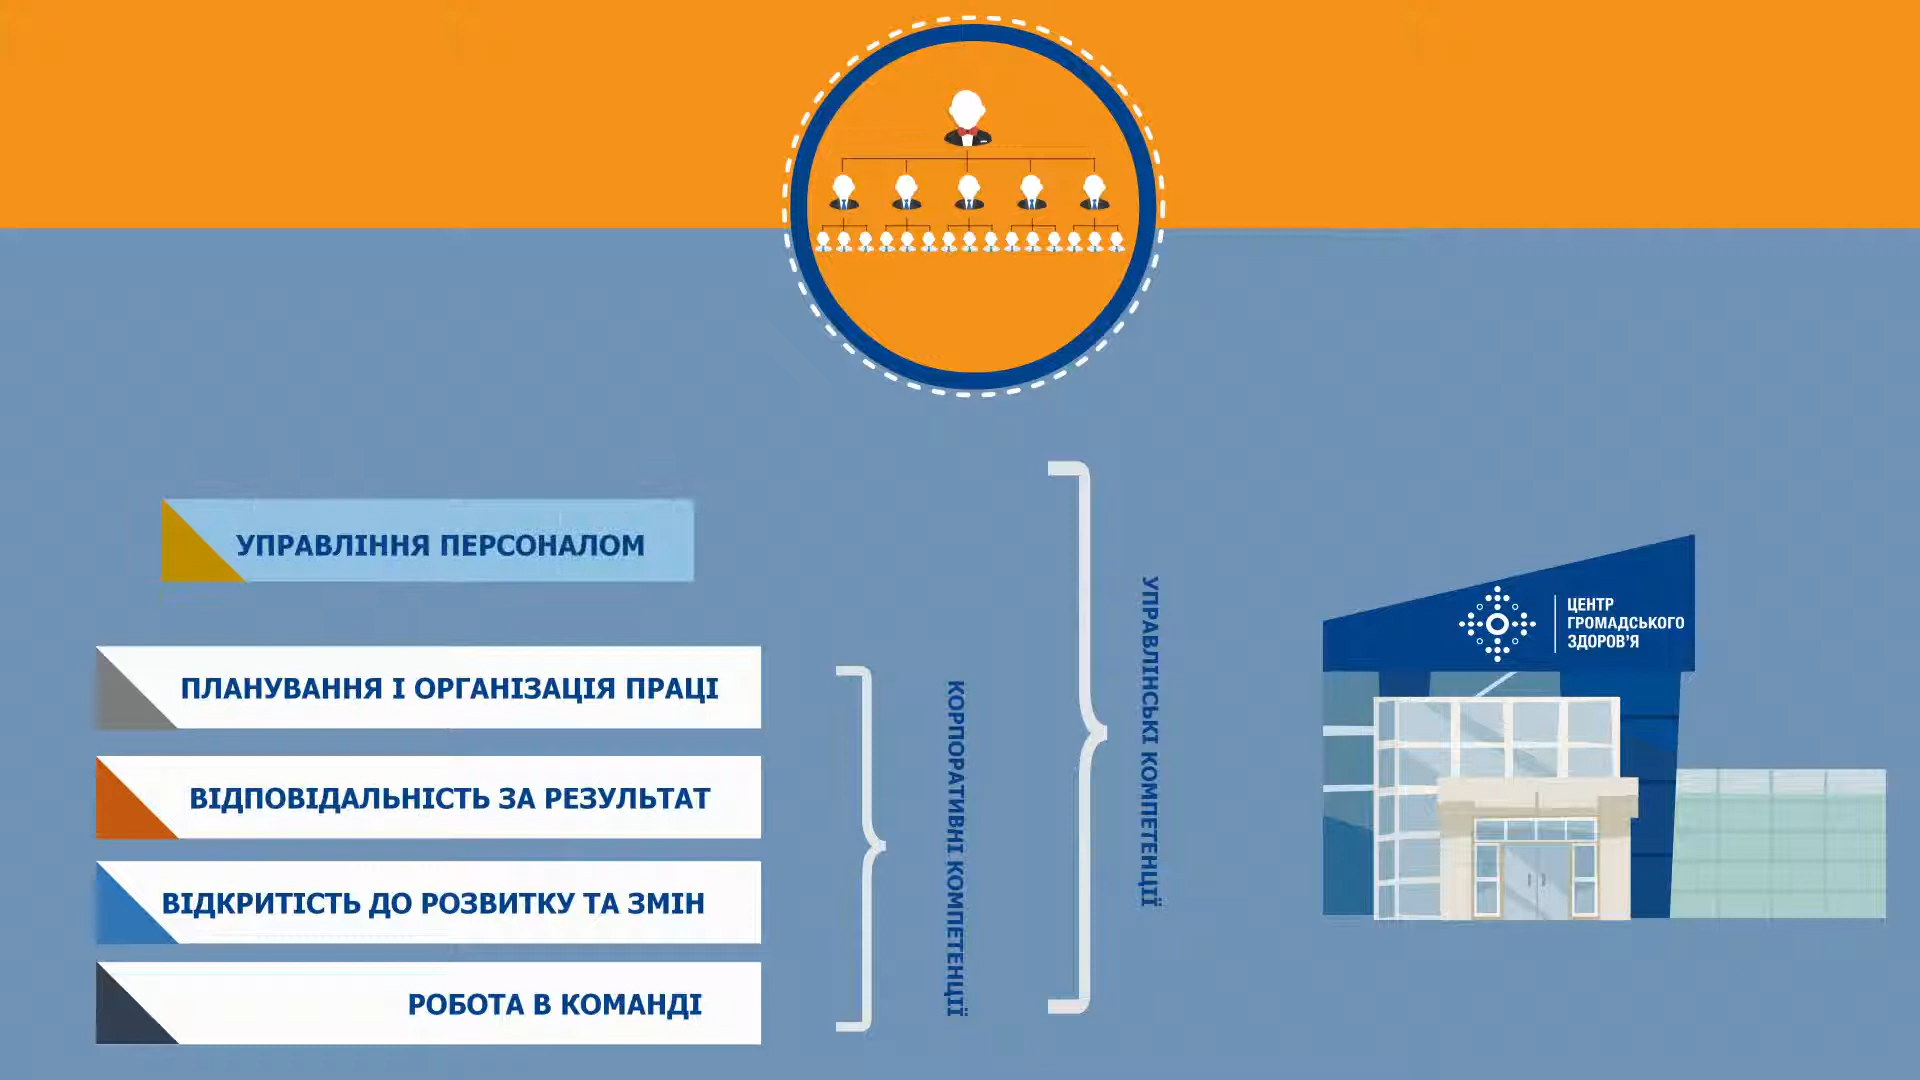 УПРАВЛІННЯ ПЕРСОНАЛОМ
ПЛАНУВАННЯ І ОРГАНІЗАЦІЯ ПРАЦІ
ВІДПОВІДАЛЬНІСТЬ ЗА РЕЗУЛЬТАТ
ВІДКРИТІСТЬ ДО РОЗВИТКУ ТА ЗМІН
РОБОТА В КОМАНДІ
КОРПОРАТИВНІ КОМПЕТЕНЦІЇ
УПРАВЛІНСЬКІ КОМПЕТЕНЦІЇ
ЦЕНТР
ГРОМАДСЬКОГО
ЗДОРОВ'Я